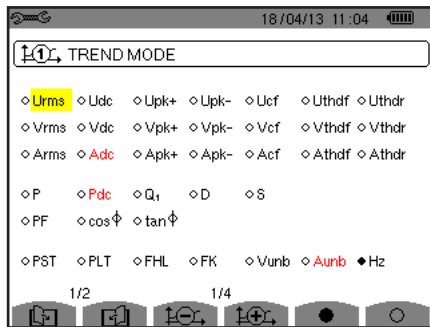 18/04/13 11:04
1 TREND MODE
Urms Udc Upk+ Upk- Ucf Uthdf Uthdr
Vrms Vdc Vpk+ Vpk- Vcf Vthdf Vthdr
Arms Adc Apk+ Apk- Acf Athdf Athdr
P Pdc Q₁ D S
PF cosΦ tanΦ
PST PLT FHL FK Vunb Aunb Hz
1/2 1/4